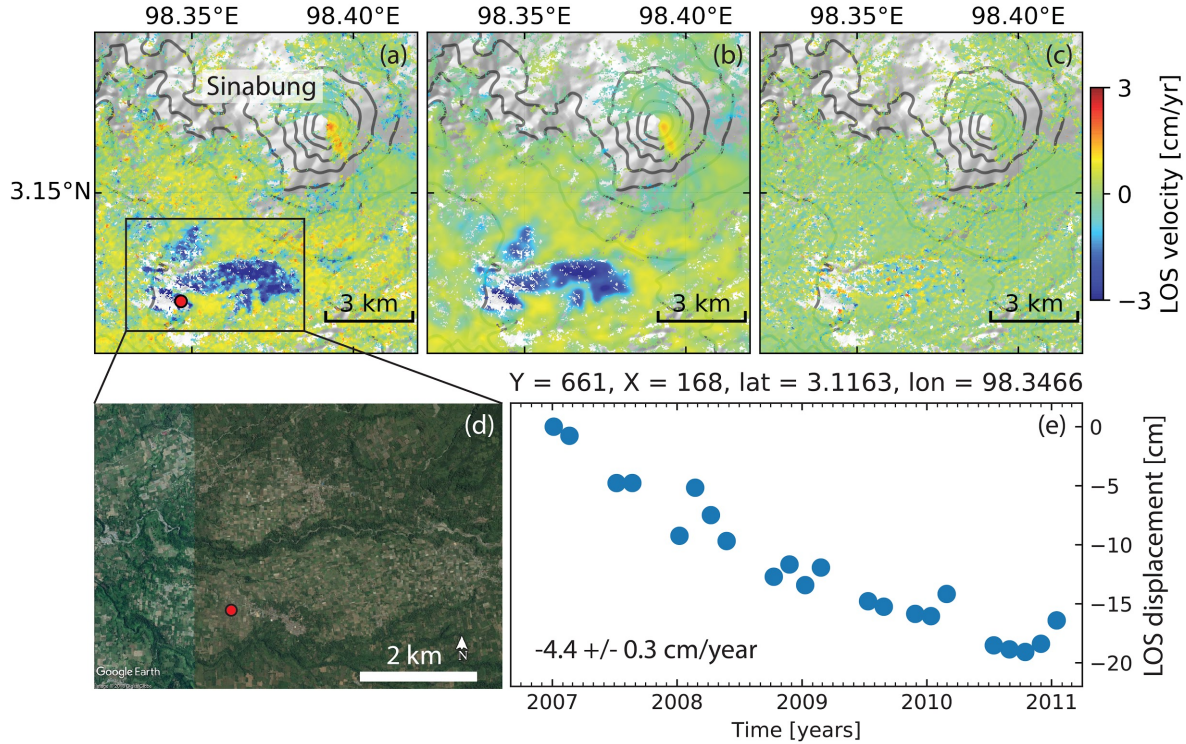 98.35°E 98.40°E 98.35°E 98.40°E 98.35°E 98.40°E
(a) (b) (c)
Sinabung
3.15°N
3 km 3 km 3 km
3
0
−3
LOS velocity [cm/yr]
Y = 661, X = 168, lat = 3.1163, lon = 98.3466
(d)
2 km
N
Google Earth
(e)
-4.4 +/- 0.3 cm/year
0
−5
−10
−15
−20
LOS displacement [cm]
2007 2008 2009 2010 2011
Time [years]